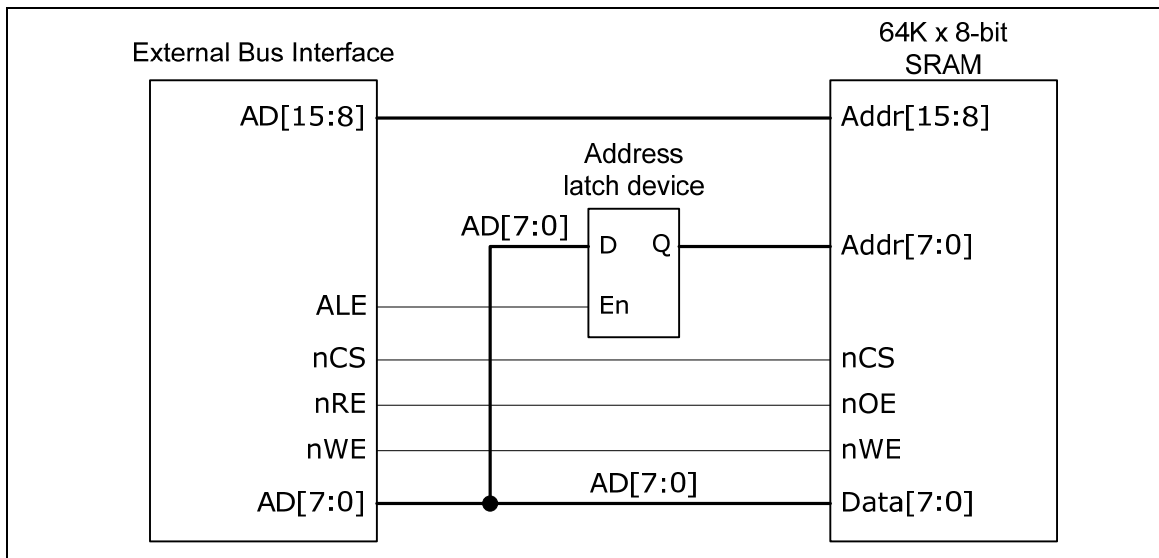 External Bus Interface
64K x 8-bit
SRAM
AD[15:8]
Addr[15:8]
Address
latch device
AD[7:0]
D
Q
Addr[7:0]
ALE
En
nCS
nCS
nRE
nOE
nWE
nWE
AD[7:0]
AD[7:0]
Data[7:0]